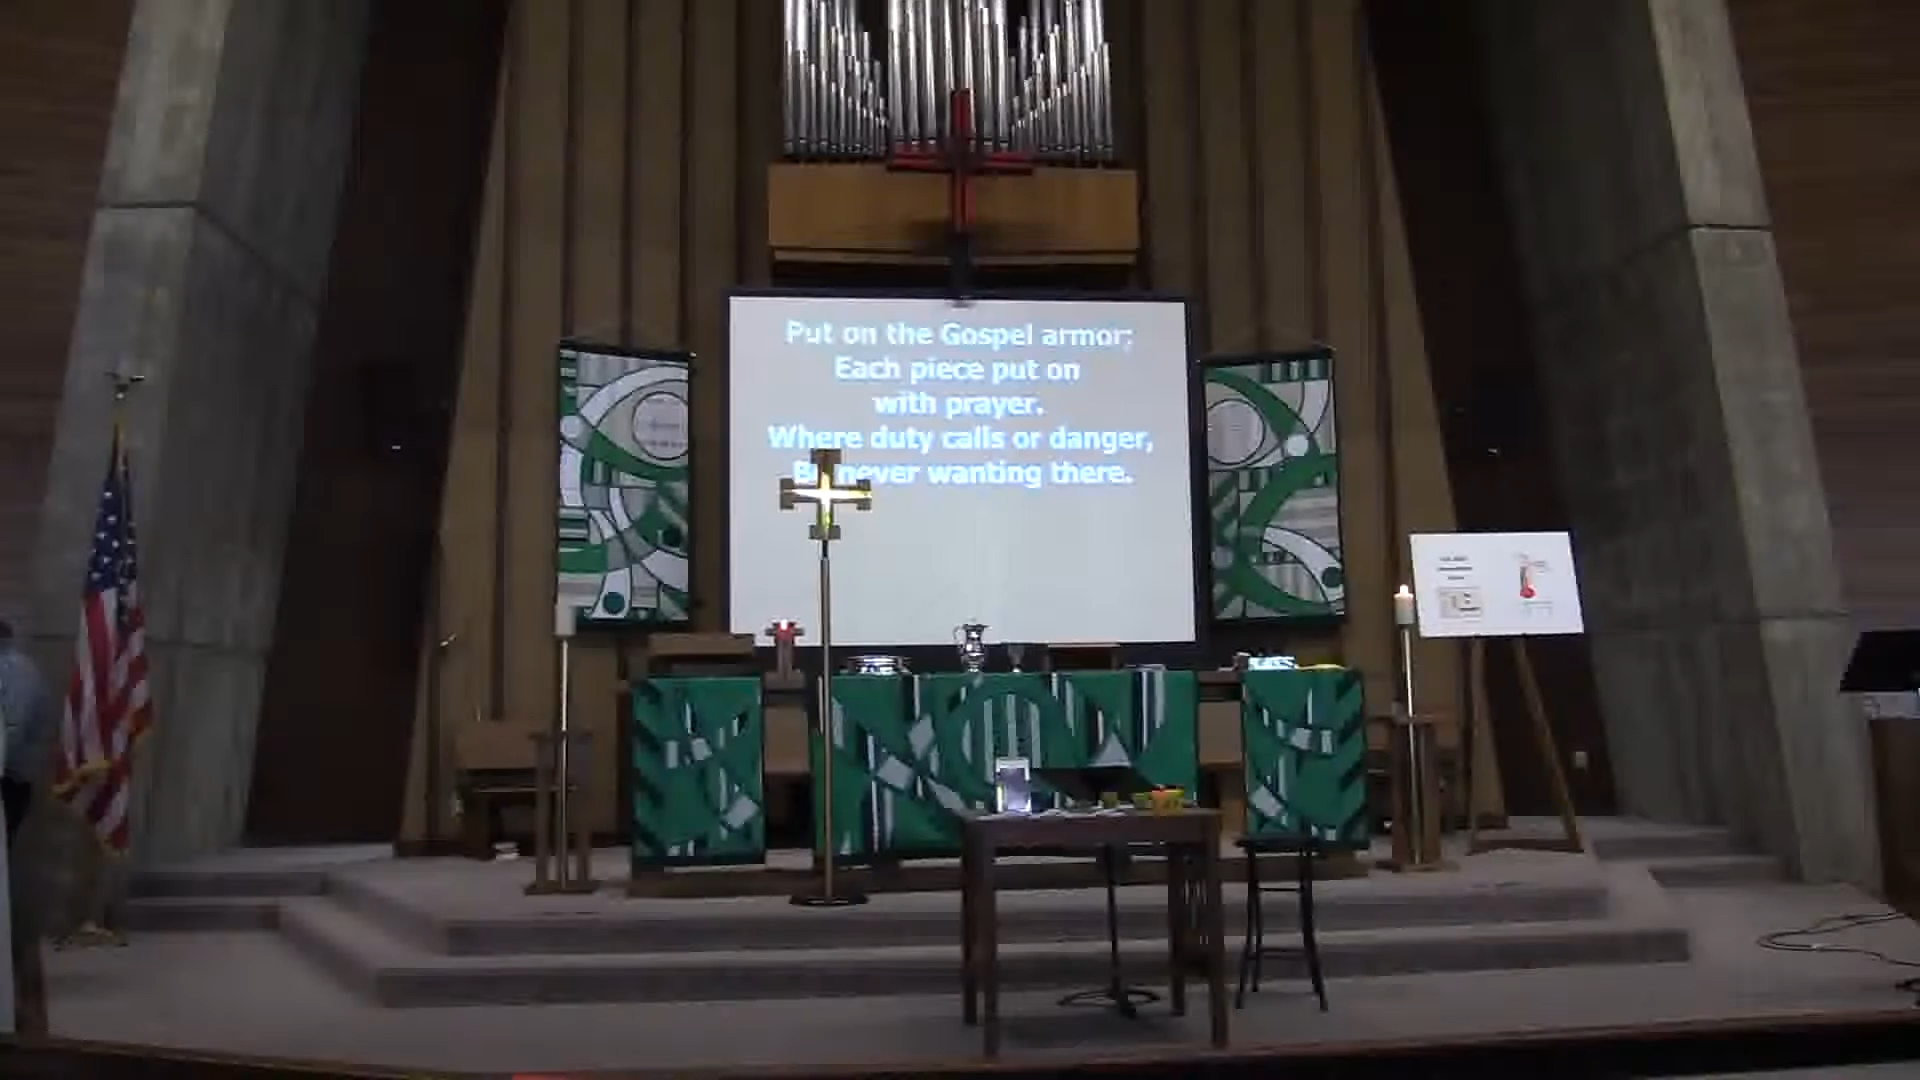 Put on the Gospel armor;
Each piece put on
with prayer.
Where duty calls or danger,
never wanting there.